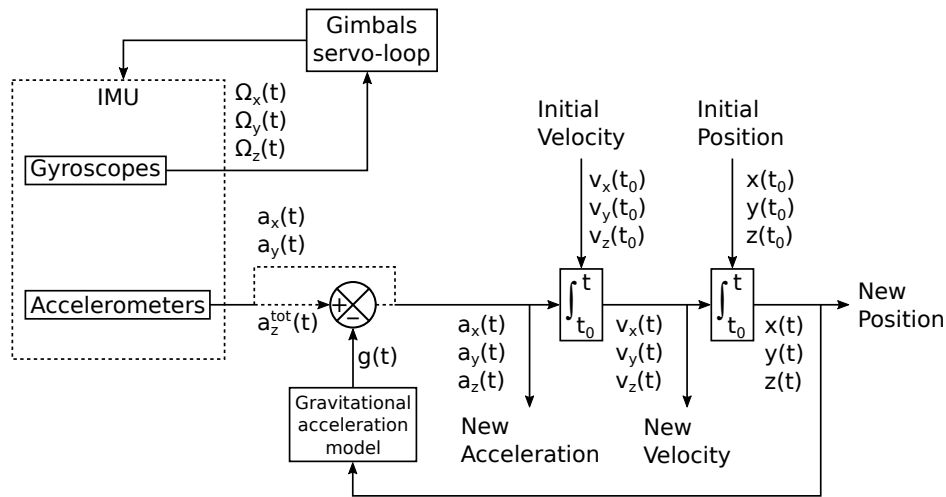 Gimbals
servo-loop
IMU
Ωx(t)
Ωy(t)
Ωz(t)
Gyroscopes
Initial
Velocity
Initial
Position
vx(t0)
vy(t0)
vz(t0)
x(t0)
y(t0)
z(t0)
ax(t)
ay(t)
Accelerometers
az^tot(t)
+
−
∫ t t0
∫ t t0
New
Position
g(t)
ax(t)
ay(t)
az(t)
vx(t)
vy(t)
vz(t)
x(t)
y(t)
z(t)
Gravitational
acceleration
model
New
Acceleration
New
Velocity